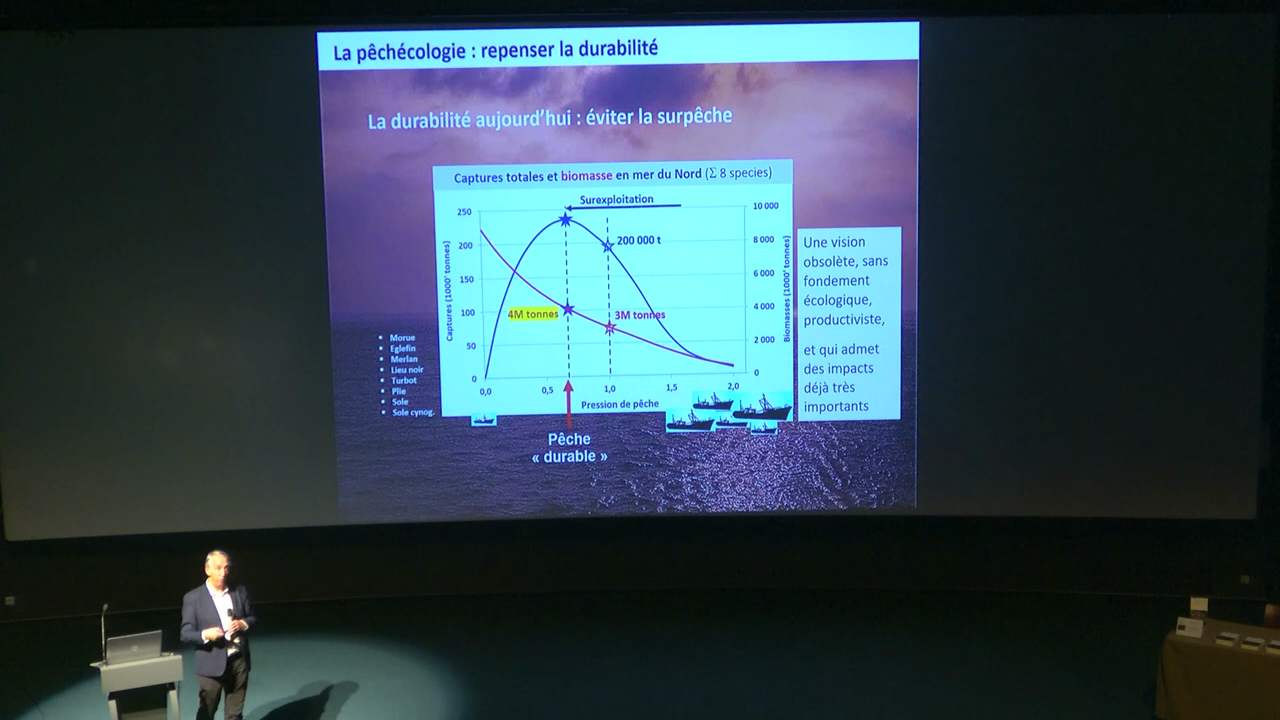 La pêchécologie : repenser la durabilité
La durabilité aujourd'hui : éviter la surpêche
Captures totales et biomasse en mer du Nord (Σ 8 species)
Surexploitation
250
200
150
100
50
0
Captures (1000' tonnes)
10 000
8 000
6 000
4 000
2 000
0
Biomasses (1000' tonnes)
200 000 t
4M tonnes
3M tonnes
0,0
0,5
1,0
1,5
2,0
Pression de pêche
Pêche
« durable »
▪ Morue
▪ Eglefin
▪ Merlan
▪ Lieu noir
▪ Turbot
▪ Plie
▪ Sole
▪ Sole cynog.
Une vision
obsolète, sans
fondement
écologique,
productiviste,
et qui admet
des impacts
déjà très
importants